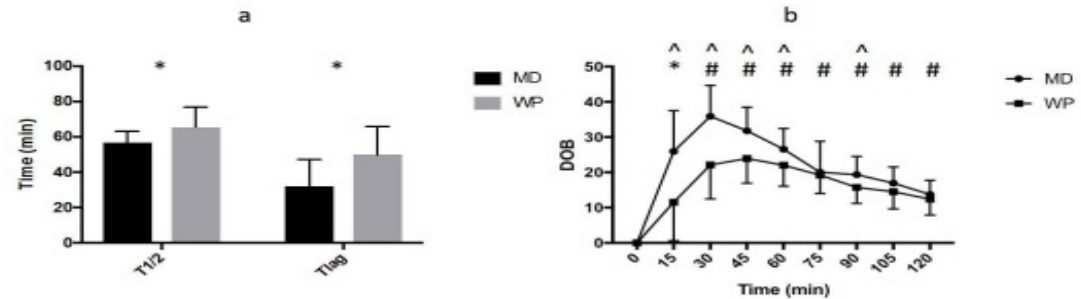 a
* *
100
80
60
40
20
0
Time (min)
T1/2
Tlag
MD
WP
b
^ ^ ^ ^ ^
* # # # # # # #
50
40
30
20
10
0
DOB
0 15 30 45 60 75 90 105 120
Time (min)
MD
WP